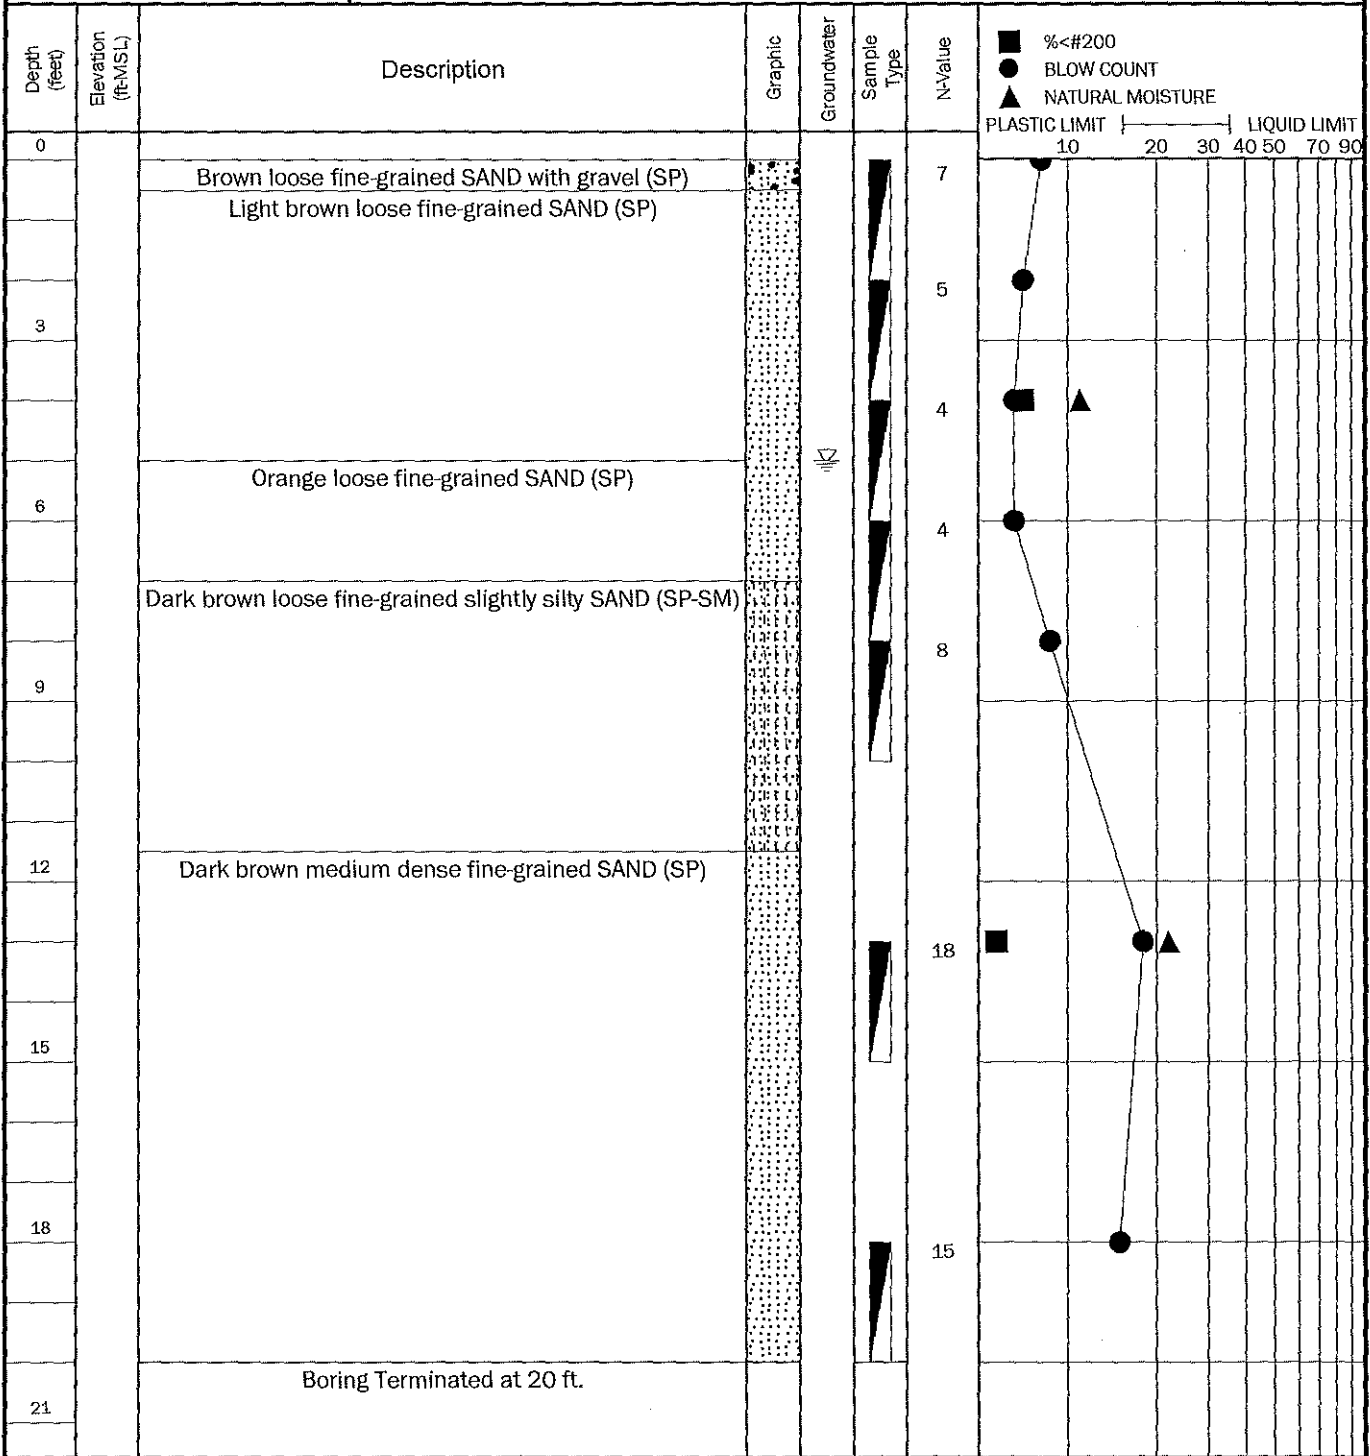 Depth
(feet)
Elevation
(ft-MSL)
Description
Graphic
Groundwater
Sample
Type
N-Value
%<#200
BLOW COUNT
NATURAL MOISTURE
PLASTIC LIMIT LIQUID LIMIT
10 20 30 40 50 70 90
0
Brown loose fine-grained SAND with gravel (SP)
7
Light brown loose fine-grained SAND (SP)
5
3
4
Orange loose fine-grained SAND (SP)
6
4
Dark brown loose fine-grained slightly silty SAND (SP-SM)
8
9
12
Dark brown medium dense fine-grained SAND (SP)
18
15
18
15
Boring Terminated at 20 ft.
21